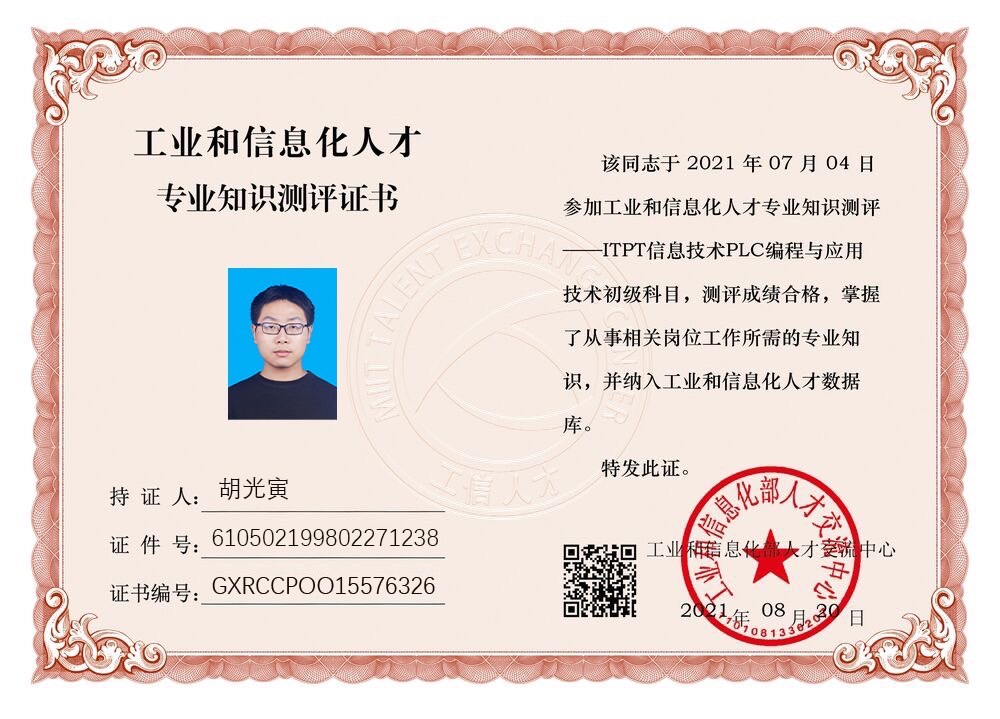 工业和信息化人才
专业知识测评证书
持 证 人: 胡光寅
证 件 号: 610502199802271238
证书编号: GXRCCPOO15576326
该同志于 2021 年 07 月 04 日
参加工业和信息化人才专业知识测评
——ITPT信息技术PLC编程与应用
技术初级科目，测评成绩合格，掌握
了从事相关岗位工作所需的专业知
识，并纳入工业和信息化人才数据
库。
特发此证。
工业和信息化部人才交流中心
2021 年 08 月 30 日
工业和信息化部人才交流中心
MIIT TALENT EXCHANGE CENTER
工信人才